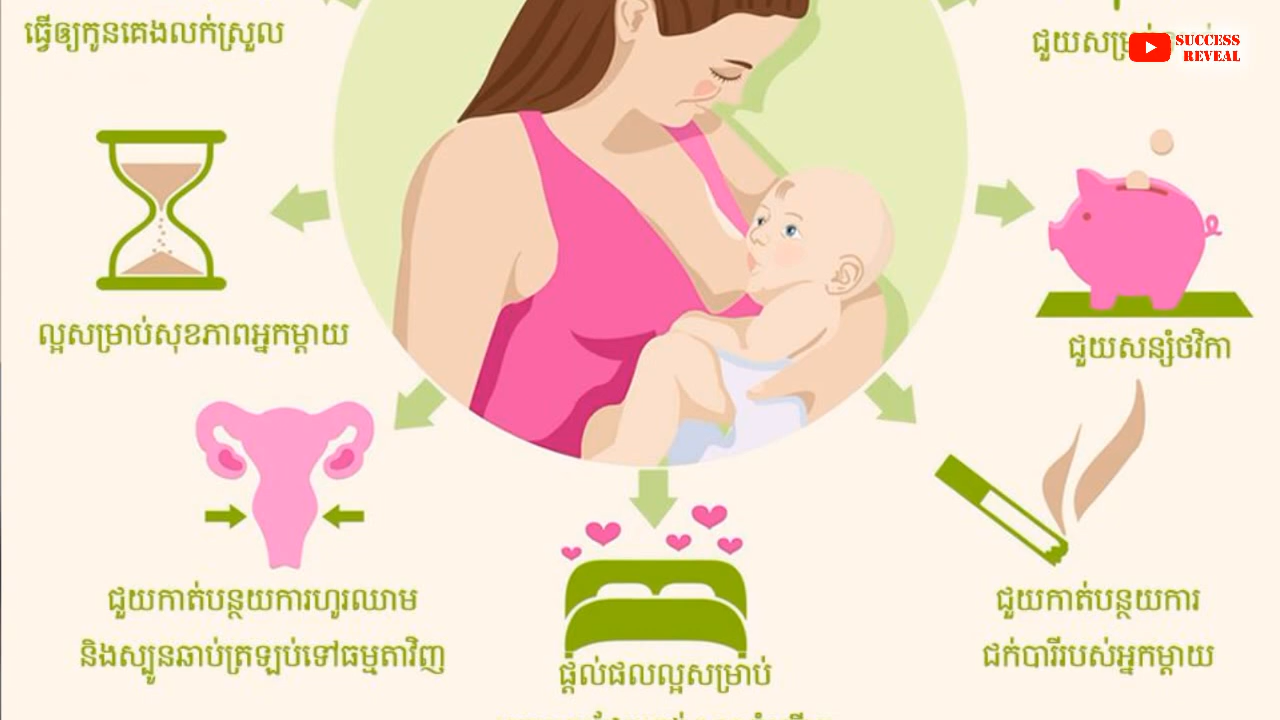 ធ្វើឲ្យកូនគេងលក់ស្រួល
ជួយសម្រ
SUCCESS
REVEAL
ល្អសម្រាប់សុខភាពអ្នកម្តាយ
ជួយសន្សំថវិកា
ជួយកាត់បន្ថយការហូរឈាម
និងស្បូនឆាប់ត្រឡប់ទៅធម្មតាវិញ
ផ្តល់ផលល្អសម្រាប់
ជួយកាត់បន្ថយការ
ជក់បារីរបស់អ្នកម្តាយ